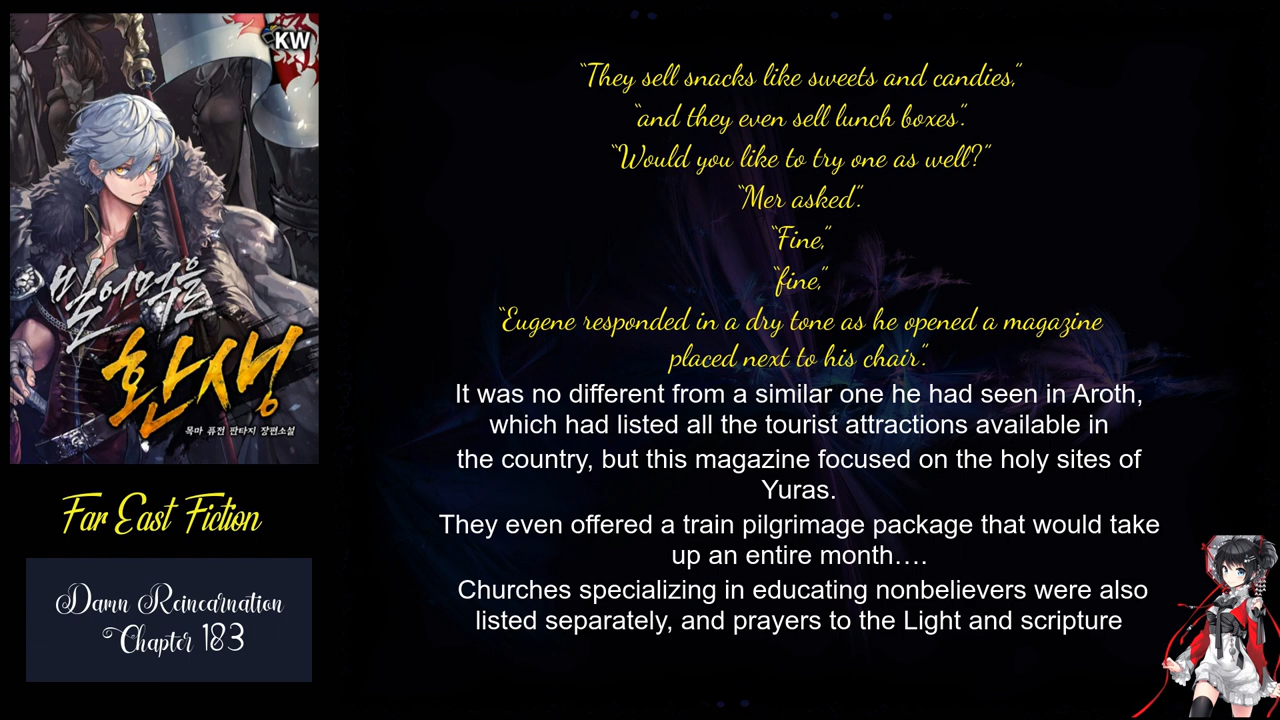 KW
빌어먹을
환생
목마 퓨전 판타지 장편소설
Far East Fiction
Damn Reincarnation
Chapter 183
“They sell snacks like sweets and candies,”
“and they even sell lunch boxes”.
“Would you like to try one as well?”
“Mer asked”.
“Fine,”
“fine,”
“Eugene responded in a dry tone as he opened a magazine
placed next to his chair”.
It was no different from a similar one he had seen in Aroth,
which had listed all the tourist attractions available in
the country, but this magazine focused on the holy sites of
Yuras.
They even offered a train pilgrimage package that would take
up an entire month….
Churches specializing in educating nonbelievers were also
listed separately, and prayers to the Light and scripture